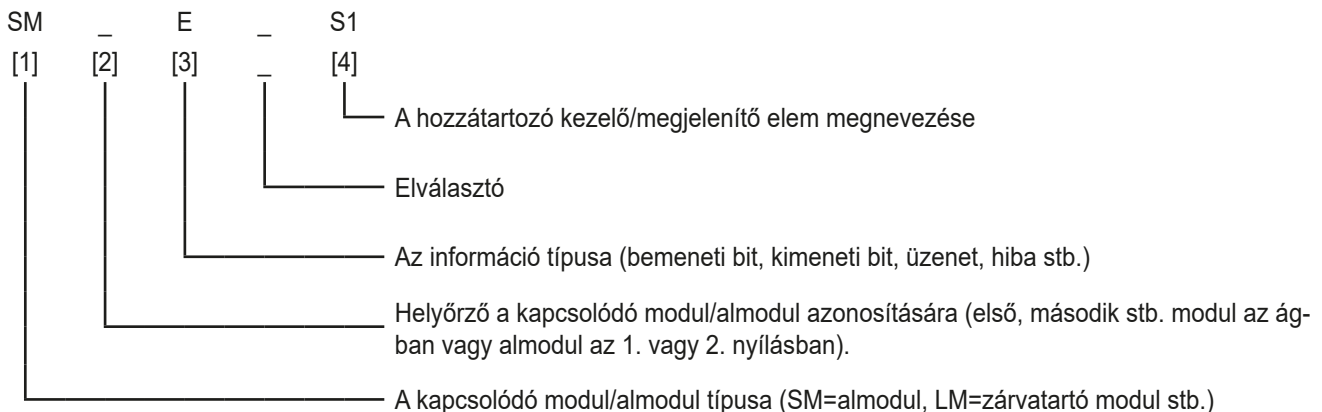 SM _ E _ S1
[1] [2] [3] _ [4]
A hozzátartozó kezelő/megjelenítő elem megnevezése
Elválasztó
Az információ típusa (bemeneti bit, kimeneti bit, üzenet, hiba stb.)
Helyőrző a kapcsolódó modul/almodul azonosítására (első, második stb. modul az ág-
ban vagy almodul az 1. vagy 2. nyílásban).
A kapcsolódó modul/almodul típusa (SM=almodul, LM=zárvatartó modul stb.)